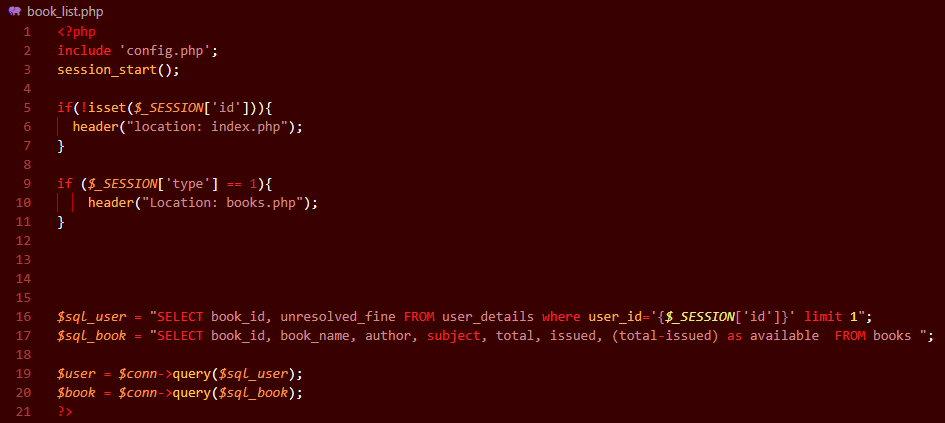 book_list.php
1 <?php
2 include 'config.php';
3 session_start();
4
5 if(!isset($_SESSION['id'])){
6 header("location: index.php");
7 }
8
9 if ($_SESSION['type'] == 1){
10 header("Location: books.php");
11 }
12
13
14
15
16 $sql_user = "SELECT book_id, unresolved_fine FROM user_details where user_id='{$_SESSION['id']}' limit 1";
17 $sql_book = "SELECT book_id, book_name, author, subject, total, issued, (total-issued) as available  FROM books ";
18
19 $user = $conn->query($sql_user);
20 $book = $conn->query($sql_book);
21 ?>